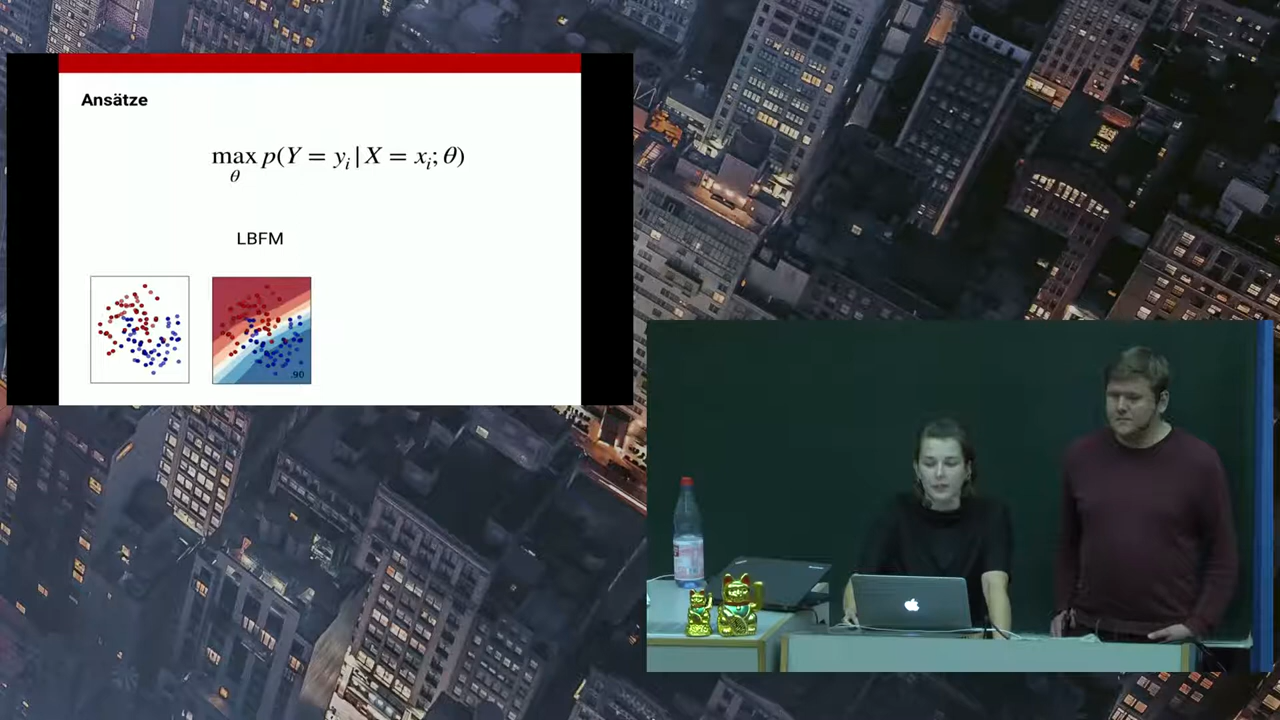 Ansätze
max p(Y = y_i | X = x_i; θ)
θ
LBFM
.90